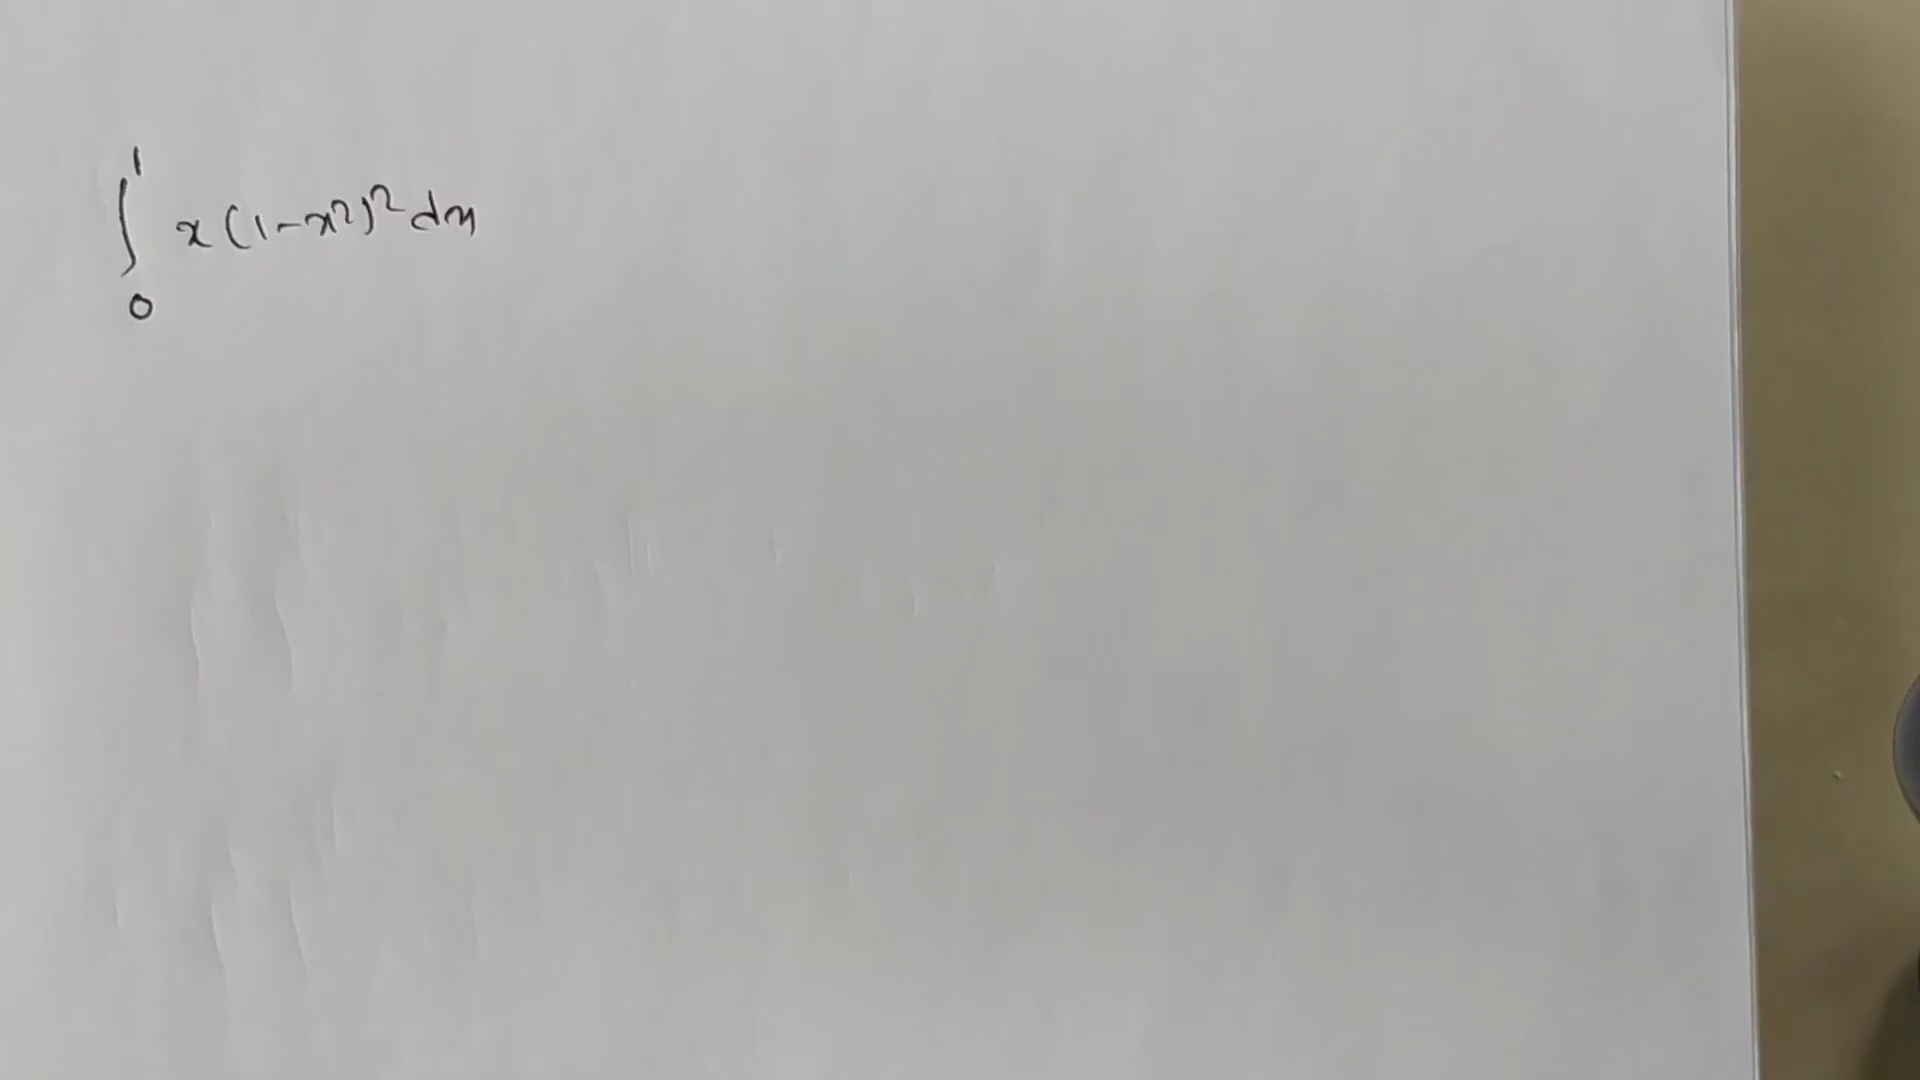 ∫₀¹ x(1-x²)² dx